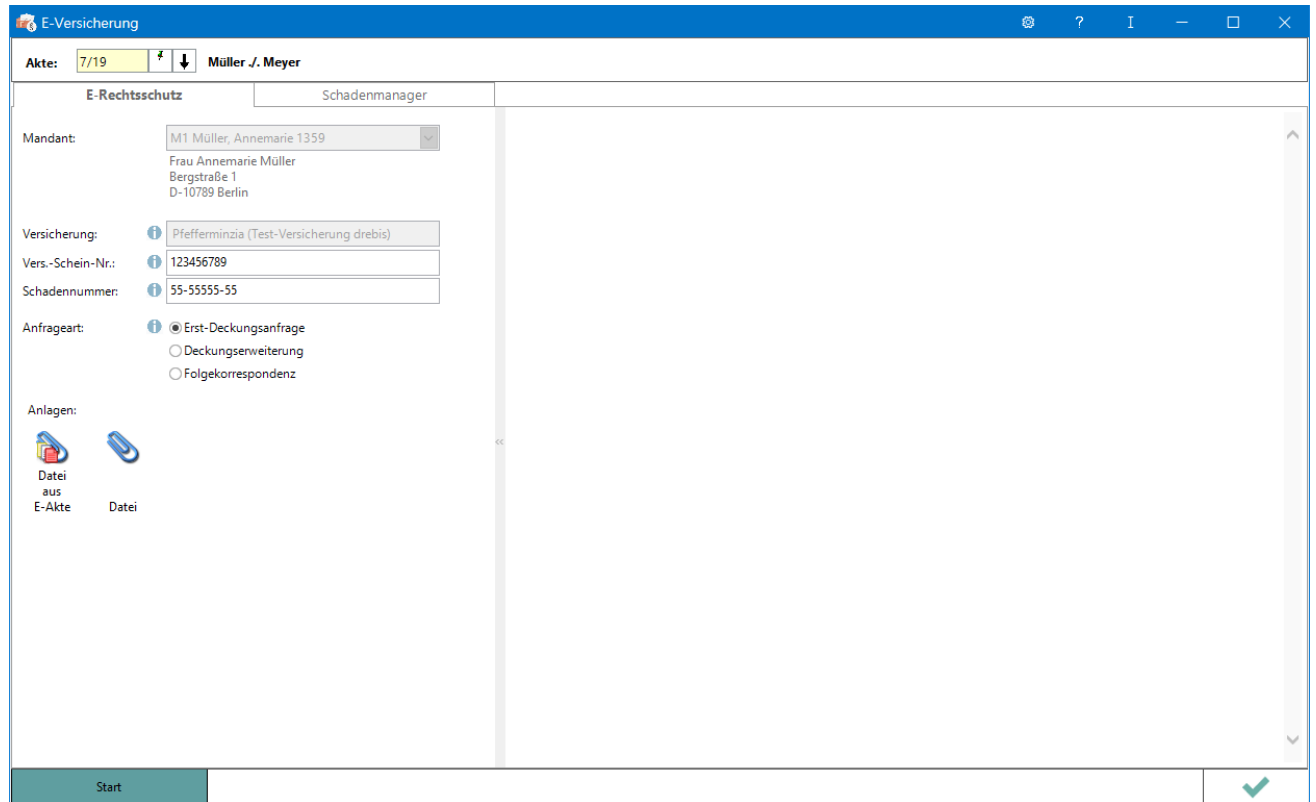 E-Versicherung ? I
Akte: 7/19 Müller ./. Meyer
E-Rechtsschutz Schadenmanager
Mandant: M1 Müller, Annemarie 1359
Frau Annemarie Müller
Bergstraße 1
D-10789 Berlin
Versicherung: Pfefferminzia (Test-Versicherung drebis)
Vers.-Schein-Nr.: 123456789
Schadennummer: 55-55555-55
Anfrageart: Erst-Deckungsanfrage
Deckungserweiterung
Folgekorrespondenz
Anlagen:
Datei
aus
E-Akte Datei
Start